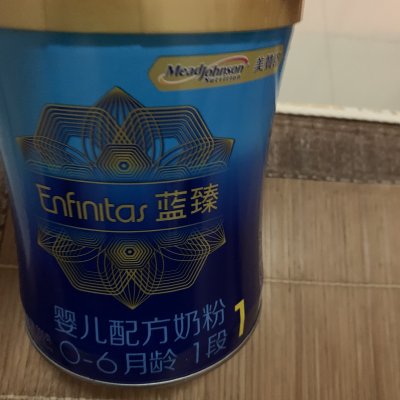 MeadJohnson 美赞
Nutrition
Enfinitas 蓝臻
婴儿配方奶粉 1
0-6月龄 1段